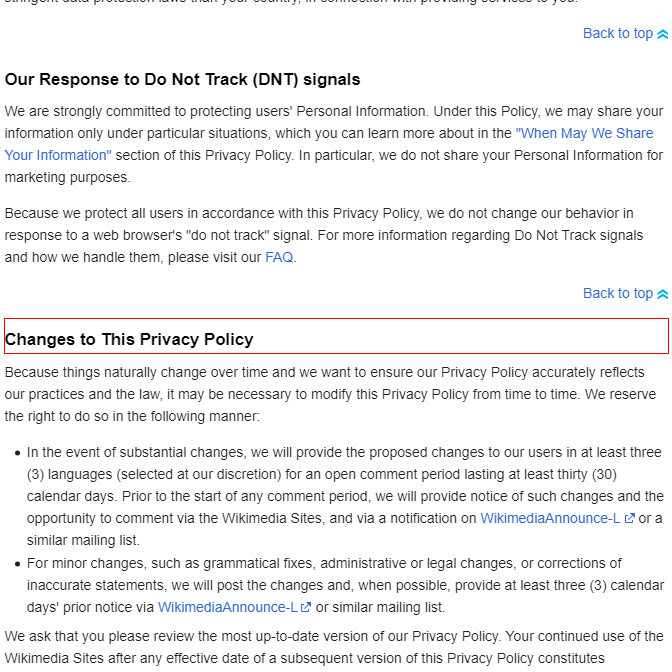 stringent data protection laws than your country, in connection with providing services to you.
Back to top
Our Response to Do Not Track (DNT) signals
We are strongly committed to protecting users' Personal Information. Under this Policy, we may share your
information only under particular situations, which you can learn more about in the "When May We Share
Your Information" section of this Privacy Policy. In particular, we do not share your Personal Information for
marketing purposes.
Because we protect all users in accordance with this Privacy Policy, we do not change our behavior in
response to a web browser's "do not track" signal. For more information regarding Do Not Track signals
and how we handle them, please visit our FAQ.
Back to top
Changes to This Privacy Policy
Because things naturally change over time and we want to ensure our Privacy Policy accurately reflects
our practices and the law, it may be necessary to modify this Privacy Policy from time to time. We reserve
the right to do so in the following manner:
In the event of substantial changes, we will provide the proposed changes to our users in at least three
(3) languages (selected at our discretion) for an open comment period lasting at least thirty (30)
calendar days. Prior to the start of any comment period, we will provide notice of such changes and the
opportunity to comment via the Wikimedia Sites, and via a notification on WikimediaAnnounce-L or a
similar mailing list.
For minor changes, such as grammatical fixes, administrative or legal changes, or corrections of
inaccurate statements, we will post the changes and, when possible, provide at least three (3) calendar
days' prior notice via WikimediaAnnounce-L or similar mailing list.
We ask that you please review the most up-to-date version of our Privacy Policy. Your continued use of the
Wikimedia Sites after any effective date of a subsequent version of this Privacy Policy constitutes